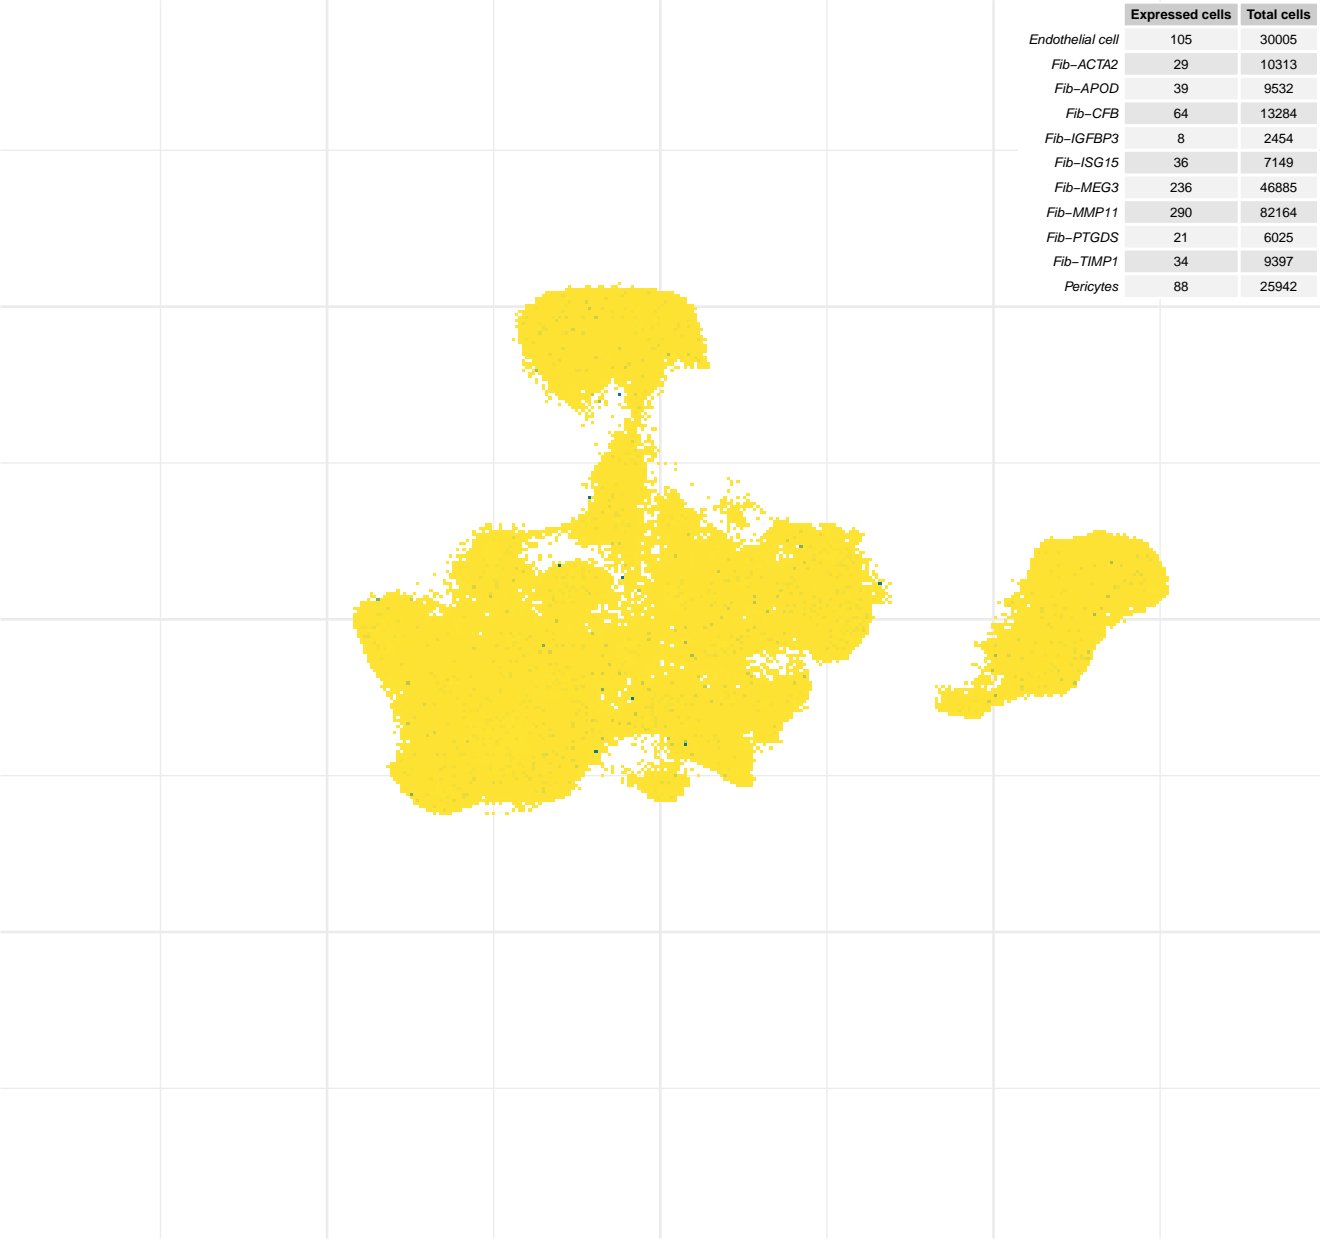 Expressed cells Total cells
Endothelial cell 105 30005
Fib−ACTA2 29 10313
Fib−APOD 39 9532
Fib−CFB 64 13284
Fib−IGFBP3 8 2454
Fib−ISG15 36 7149
Fib−MEG3 236 46885
Fib−MMP11 290 82164
Fib−PTGDS 21 6025
Fib−TIMP1 34 9397
Pericytes 88 25942